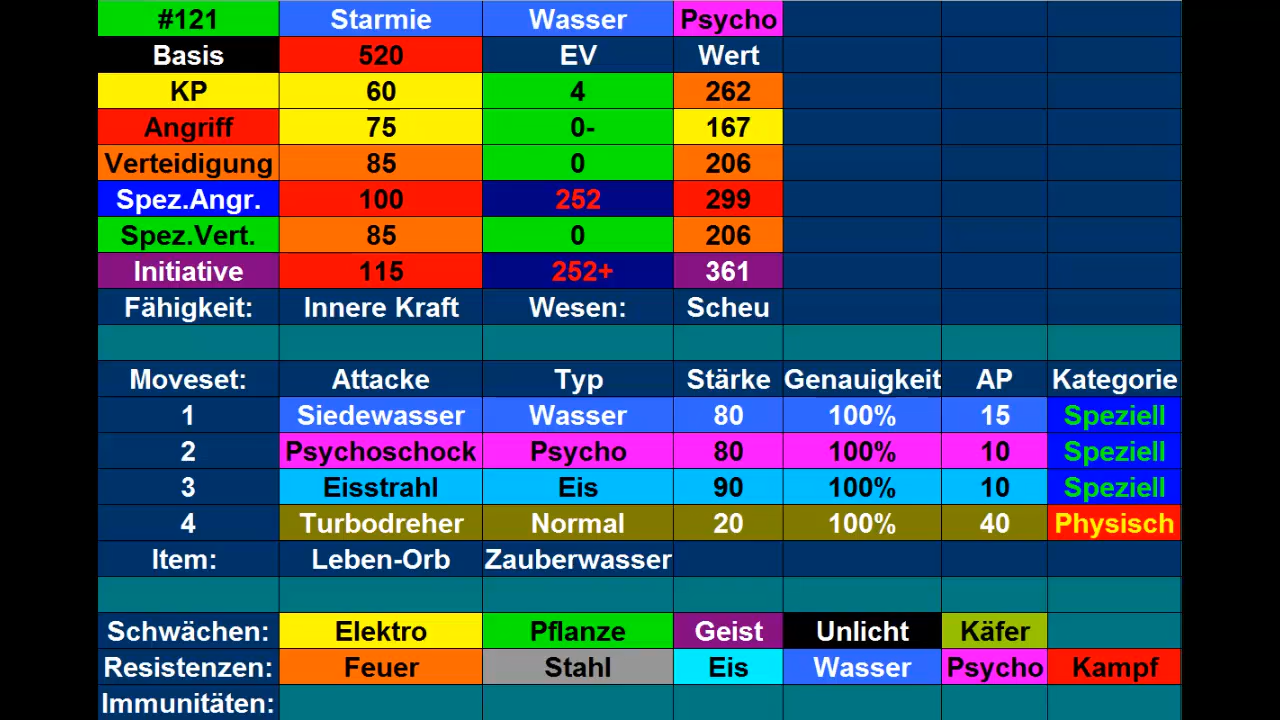 #121 Starmie Wasser Psycho
Basis 520 EV Wert
KP 60 4 262
Angriff 75 0- 167
Verteidigung 85 0 206
Spez.Angr. 100 252 299
Spez.Vert. 85 0 206
Initiative 115 252+ 361
Fähigkeit: Innere Kraft Wesen: Scheu
Moveset: Attacke Typ Stärke Genauigkeit AP Kategorie
1 Siedewasser Wasser 80 100% 15 Speziell
2 Psychoschock Psycho 80 100% 10 Speziell
3 Eisstrahl Eis 90 100% 10 Speziell
4 Turbodreher Normal 20 100% 40 Physisch
Item: Leben-Orb Zauberwasser
Schwächen: Elektro Pflanze Geist Unlicht Käfer
Resistenzen: Feuer Stahl Eis Wasser Psycho Kampf
Immunitäten: